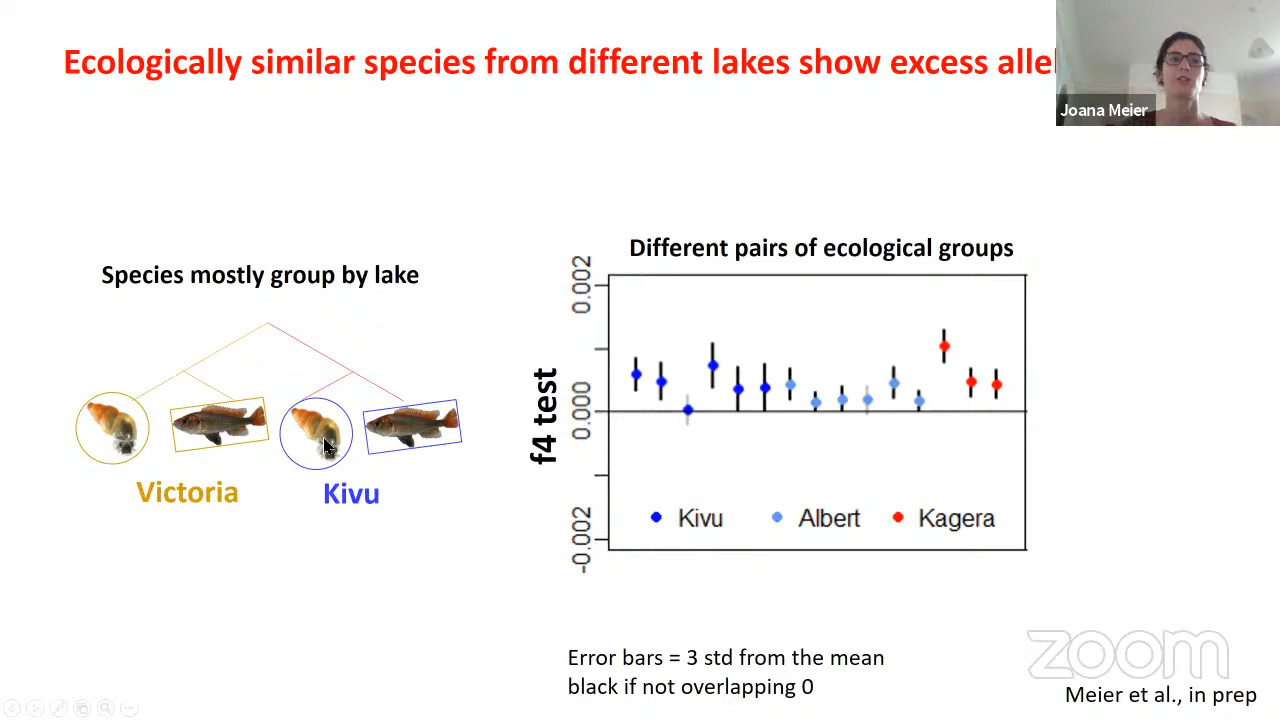 Ecologically similar species from different lakes show excess allel
Joana Meier
Species mostly group by lake
Victoria
Kivu
Different pairs of ecological groups
f4 test
0.002
0.000
-0.002
Kivu
Albert
Kagera
Error bars = 3 std from the mean
black if not overlapping 0
zoom
Meier et al., in prep